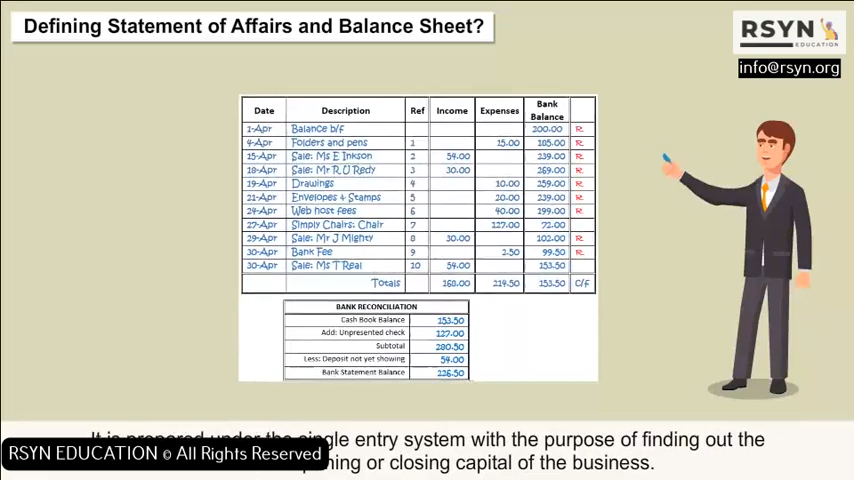 Defining Statement of Affairs and Balance Sheet?
RSYN
EDUCATION
info@rsyn.org
Date Description Ref Income Expenses Bank Balance
1-Apr Balance b/f 200.00 R
4-Apr Folders and pens 1 15.00 185.00 R
15-Apr Sale: Ms E Inkson 2 54.00 239.00 R
18-Apr Sale: Mr R U Redy 3 30.00 269.00 R
19-Apr Drawings 4 10.00 259.00 R
21-Apr Envelopes & Stamps 5 20.00 239.00 R
24-Apr Web host fees 6 40.00 199.00 R
27-Apr Simply Chairs: Chair 7 127.00 72.00
29-Apr Sale: Mr J Mighty 8 30.00 102.00 R
30-Apr Bank Fee 9 2.50 99.50 R
30-Apr Sale: Ms T Real 10 54.00 153.50
Totals 168.00 214.50 153.50 C/f
BANK RECONCILIATION
Cash Book Balance 153.50
Add: Unpresented check 127.00
Subtotal 280.50
Less: Deposit not yet showing 54.00
Bank Statement Balance 226.50
single entry system with the purpose of finding out the
or closing capital of the business.
RSYN EDUCATION © All Rights Reserved